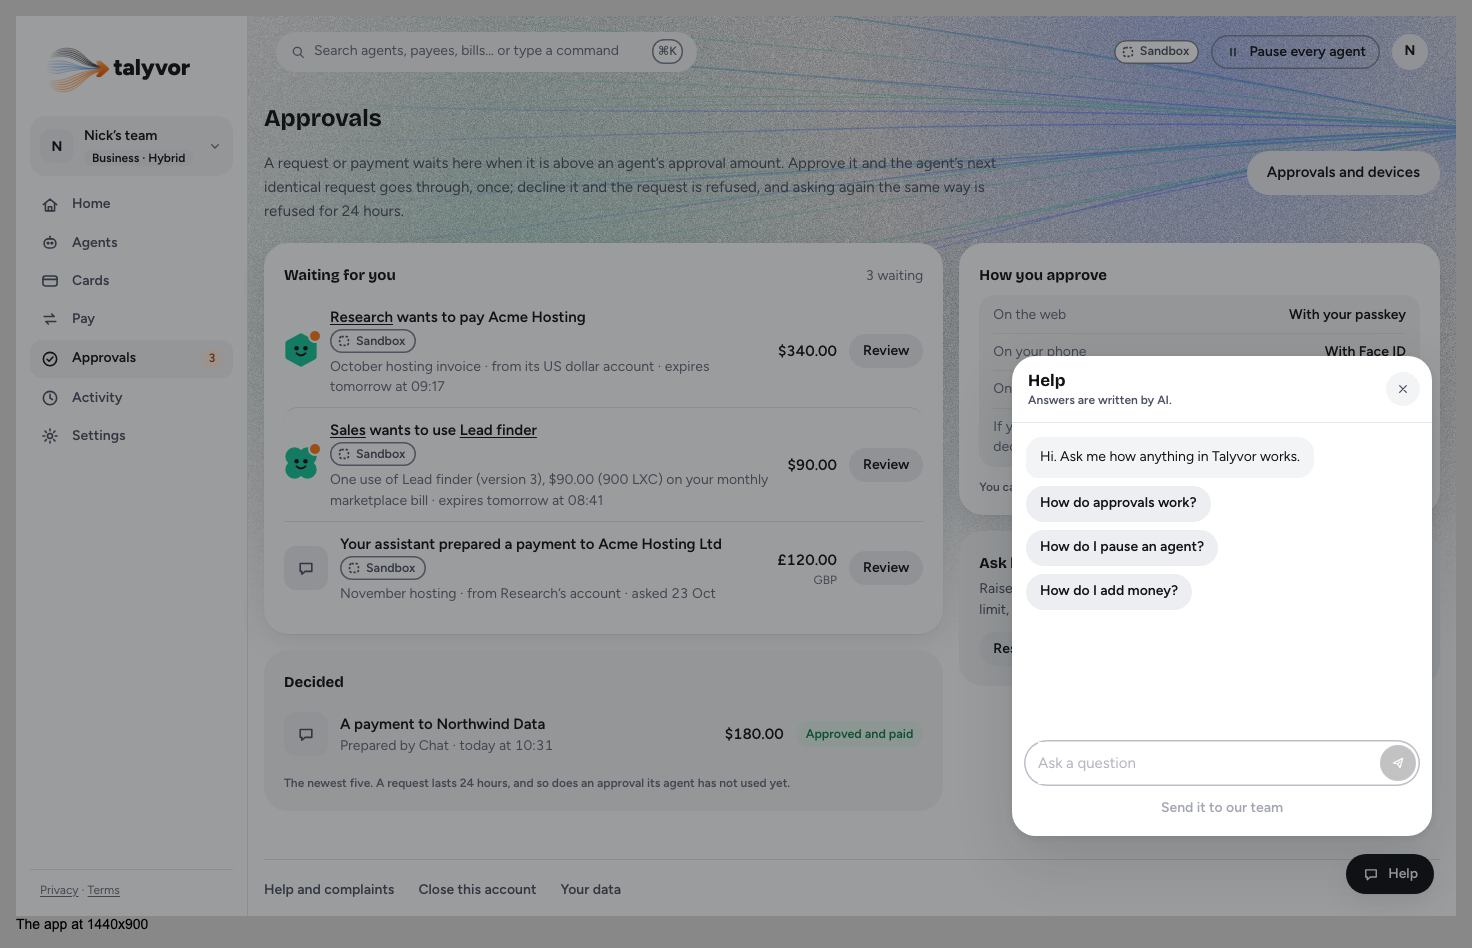 talyvor
Search agents, payees, bills... or type a command
⌘K
Sandbox
Pause every agent
N
N
Nick's team
Business · Hybrid
Home
Agents
Cards
Pay
Approvals
3
Activity
Settings
Privacy · Terms
Approvals
A request or payment waits here when it is above an agent's approval amount. Approve it and the agent's next
identical request goes through, once; decline it and the request is refused, and asking again the same way is
refused for 24 hours.
Approvals and devices
Waiting for you
3 waiting
Research wants to pay Acme Hosting
Sandbox
October hosting invoice · from its US dollar account · expires
tomorrow at 09:17
$340.00
Review
Sales wants to use Lead finder
Sandbox
One use of Lead finder (version 3), $90.00 (900 LXC) on your monthly
marketplace bill · expires tomorrow at 08:41
$90.00
Review
Your assistant prepared a payment to Acme Hosting Ltd
Sandbox
November hosting · from Research's account · asked 23 Oct
£120.00
GBP
Review
Decided
A payment to Northwind Data
Prepared by Chat · today at 10:31
$180.00
Approved and paid
The newest five. A request lasts 24 hours, and so does an approval its agent has not used yet.
How you approve
On the web
With your passkey
On your phone
With Face ID
On
If y
dec
You ca
Ask
Raise
limit,
Res
Help
Answers are written by AI.
Hi. Ask me how anything in Talyvor works.
How do approvals work?
How do I pause an agent?
How do I add money?
Ask a question
Send it to our team
Help and complaints
Close this account
Your data
Help
The app at 1440x900